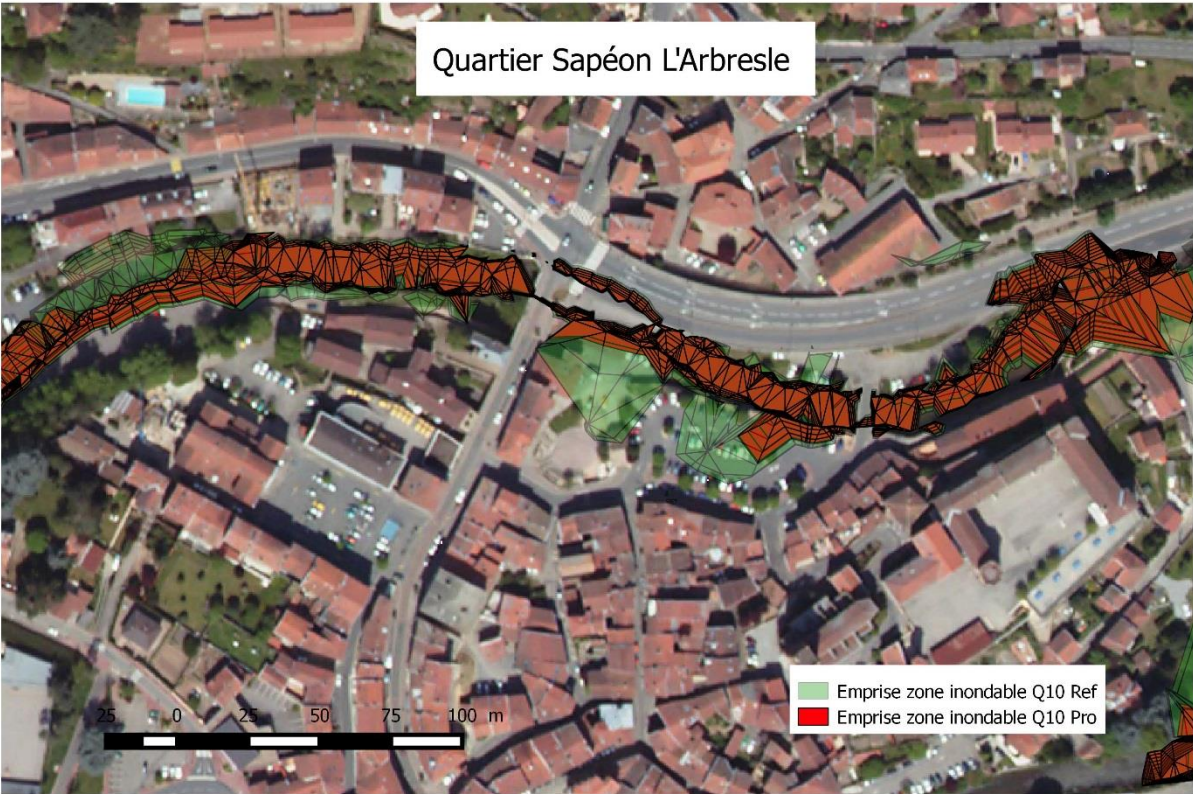 Quartier Sapéon L'Arbresle
Emprise zone inondable Q10 Ref
Emprise zone inondable Q10 Pro
25 0 25 50 75 100 m